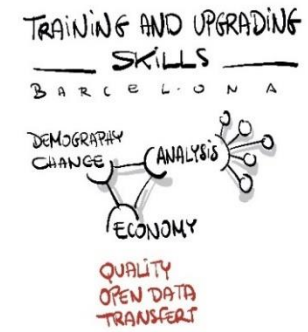 TRAINING AND UPGRADING
SKILLS
BARCELONA
DEMOGRAPHY
CHANGE
ANALYSIS
ECONOMY
QUALITY
OPEN DATA
TRANSFERT